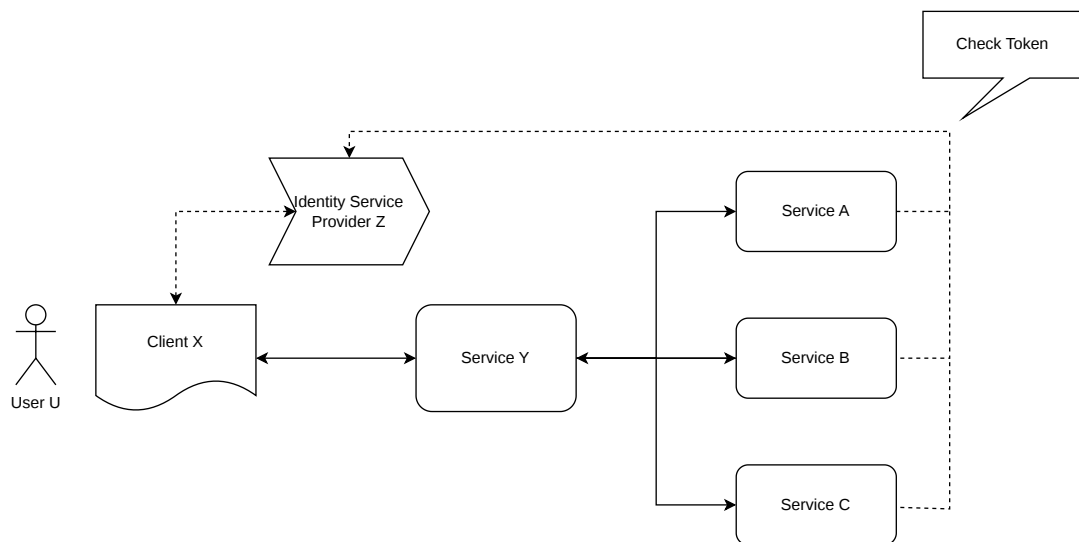 Check Token
Identity Service
Provider Z
Service A
Client X
Service Y
Service B
User U
Service C